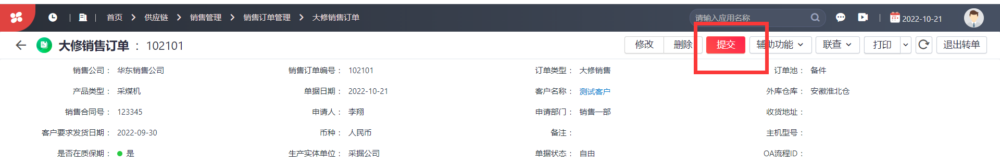 首页 供应链 销售管理 销售订单管理 大修销售订单 请输入应用名称 2022-10-21
大修销售订单 : 102101 修改 删除 提交 辅助功能 联查 打印 退出转单
销售公司: 华东销售公司 销售订单编号: 102101 订单类型: 大修销售 订单池: 备件
产品类型: 采煤机 单据日期: 2022-10-21 客户名称: 测试客户 外库仓库: 安徽淮北仓
销售合同号: 123345 申请人: 李翔 申请部门: 销售一部 收货地址:
客户要求发货日期: 2022-09-30 币种: 人民币 备注: 主机型号:
是否在质保期: 是 生产实体单位: 采掘公司 单据状态: 自由 OA流程ID: